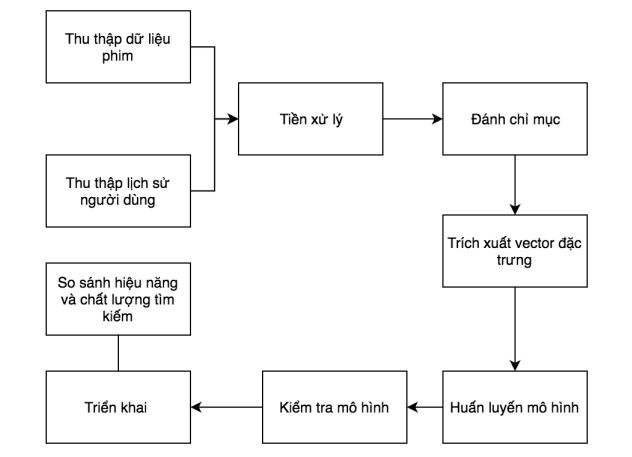 Thu thập dữ liệu
phim
Tiền xử lý
Đánh chỉ mục
Thu thập lịch sử
người dùng
Trích xuất vector đặc
trưng
So sánh hiệu năng
và chất lượng tìm
kiếm
Triển khai
Kiểm tra mô hình
Huấn luyến mô hình